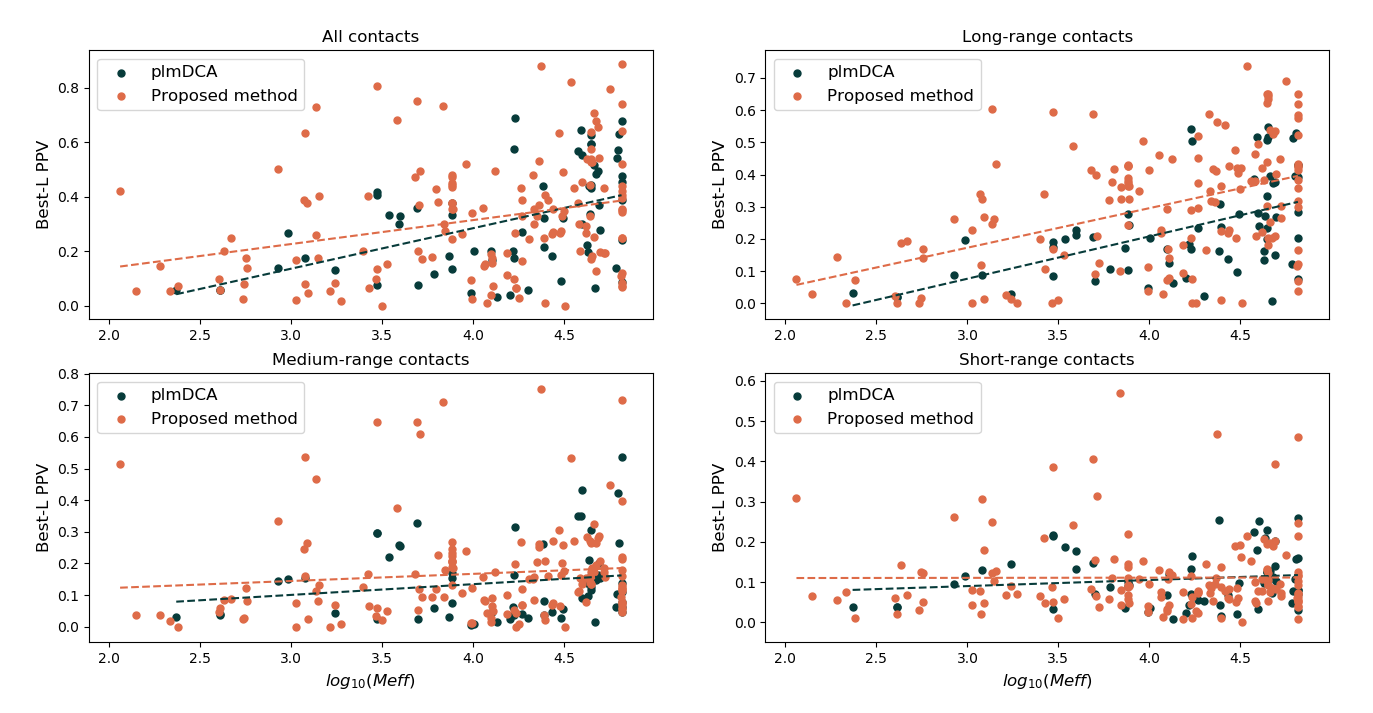 All contacts
plmDCA
Proposed method
Best-L PPV
0.8
0.6
0.4
0.2
0.0
2.0 2.5 3.0 3.5 4.0 4.5
Long-range contacts
plmDCA
Proposed method
Best-L PPV
0.7
0.6
0.5
0.4
0.3
0.2
0.1
0.0
2.0 2.5 3.0 3.5 4.0 4.5
Medium-range contacts
plmDCA
Proposed method
Best-L PPV
0.8
0.7
0.6
0.5
0.4
0.3
0.2
0.1
0.0
2.0 2.5 3.0 3.5 4.0 4.5
log₁₀(Meff)
Short-range contacts
plmDCA
Proposed method
Best-L PPV
0.6
0.5
0.4
0.3
0.2
0.1
0.0
2.0 2.5 3.0 3.5 4.0 4.5
log₁₀(Meff)